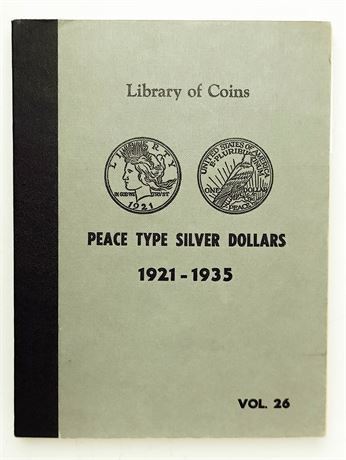 Library of Coins
LIBERTY
IN GOD WE TRVST
1921
UNITED STATES OF AMERICA
E PLURIBUS UNUM
ONE DOLLAR
PEACE
PEACE TYPE SILVER DOLLARS
1921-1935
VOL. 26